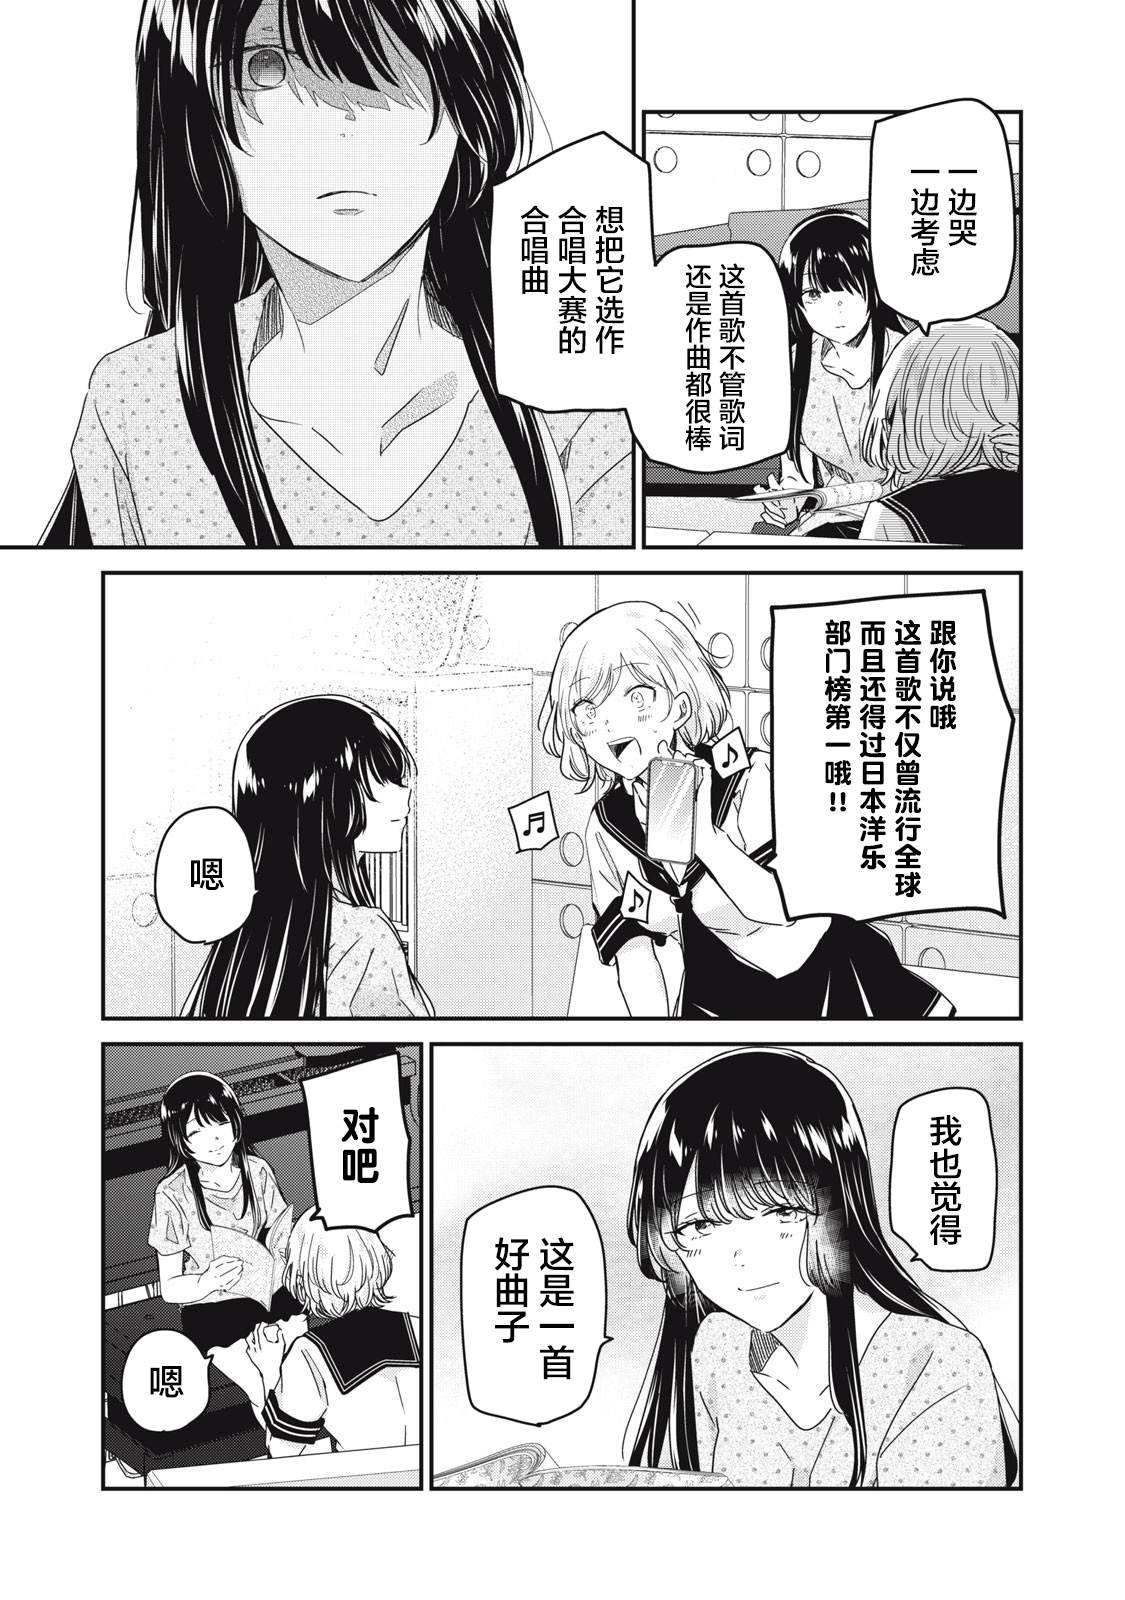 一边哭
一边考虑
这首歌不管歌词
还是作曲都很棒
想把它选作
合唱大赛的
合唱曲
跟你说哦
这首歌不仅曾流行全球
而且还得过日本洋乐
部门榜第一哦!!
嗯
我也觉得
这是一首
好曲子
对吧
嗯